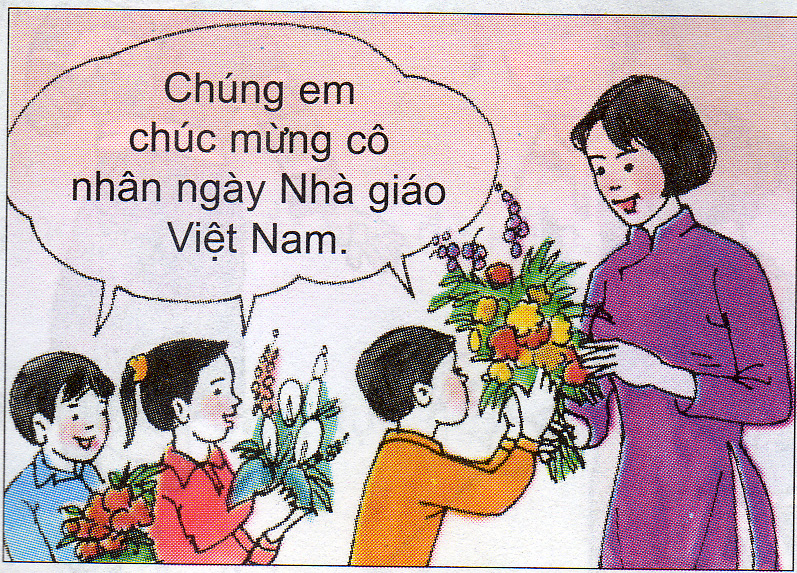 Chúng em
chúc mừng cô
nhân ngày Nhà giáo
Việt Nam.